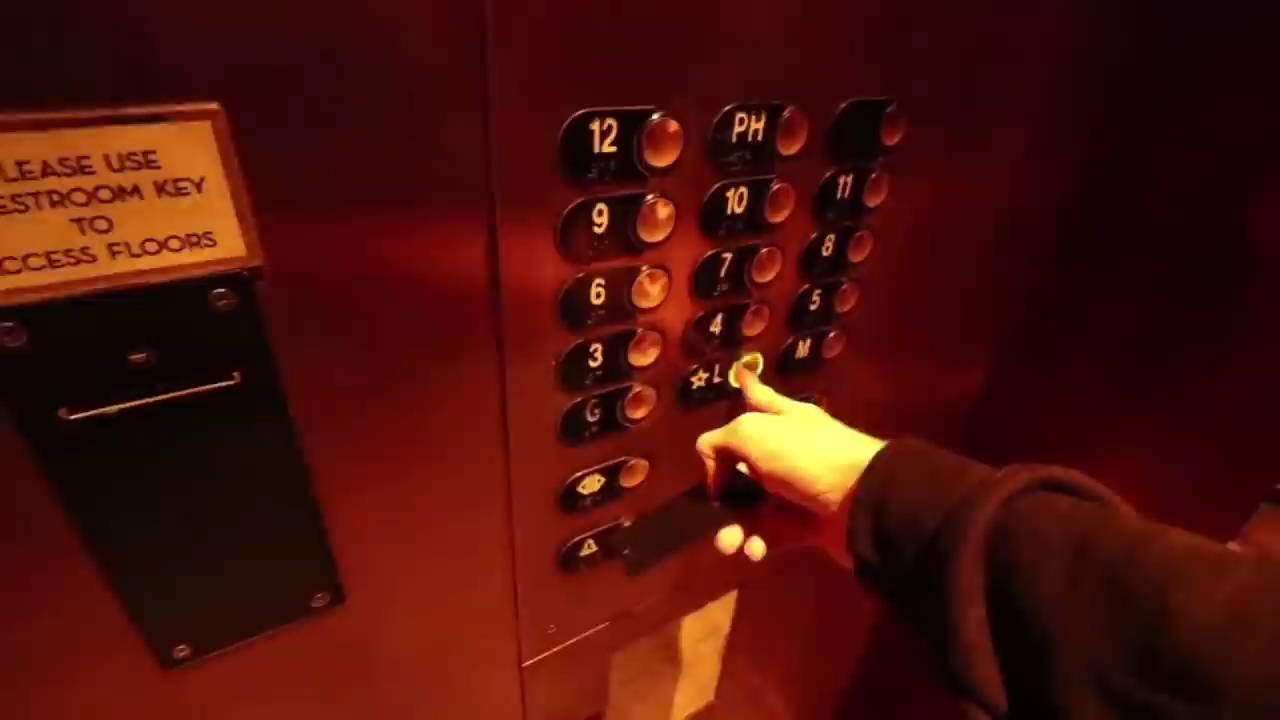 LEASE USE
ESTROOM KEY
TO
CCESS FLOORS
12 PH
9 10 11
6 7 8
3 4 5
G ☆L M